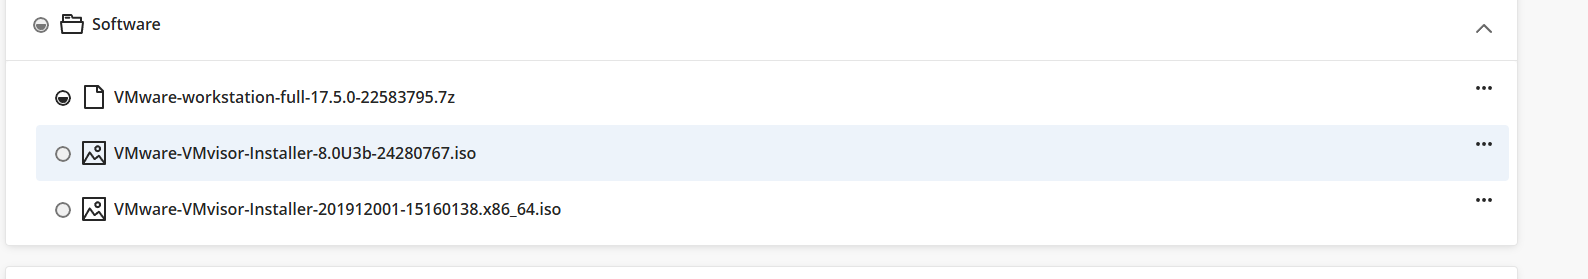 Software
VMware-workstation-full-17.5.0-22583795.7z
VMware-VMvisor-Installer-8.0U3b-24280767.iso
VMware-VMvisor-Installer-201912001-15160138.x86_64.iso